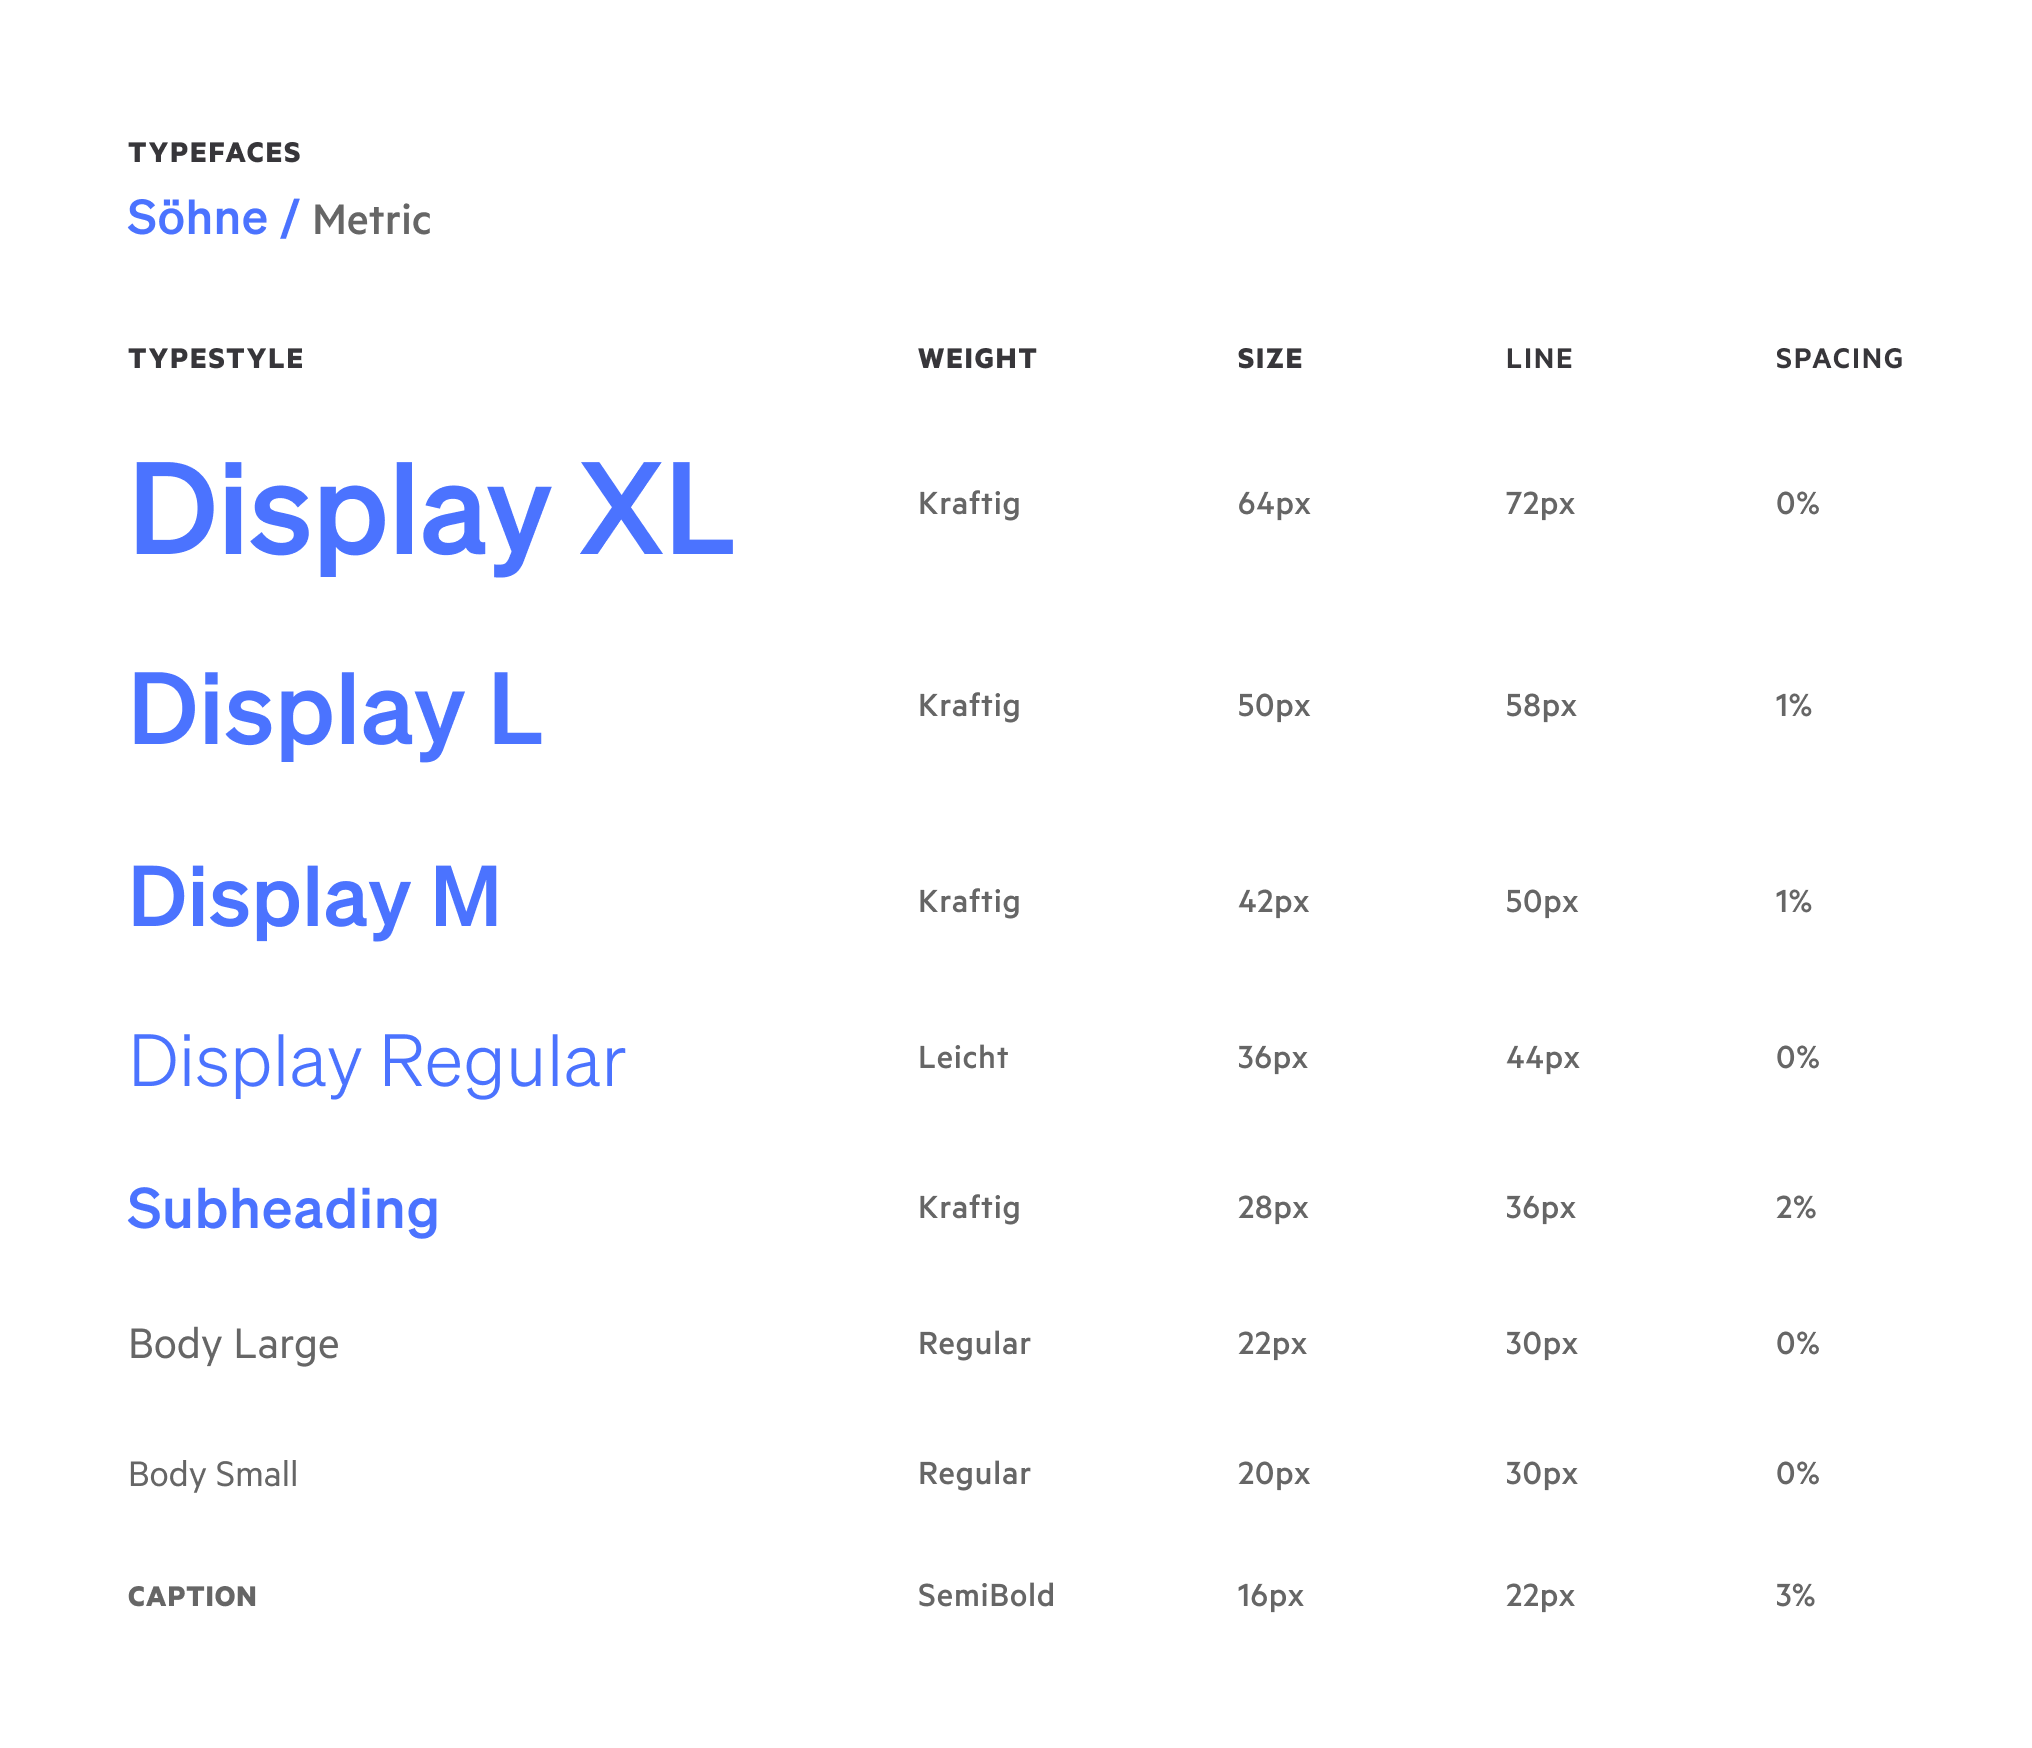 TYPEFACES
Söhne / Metric
TYPESTYLE WEIGHT SIZE LINE SPACING
Display XL Kraftig 64px 72px 0%
Display L Kraftig 50px 58px 1%
Display M Kraftig 42px 50px 1%
Display Regular Leicht 36px 44px 0%
Subheading Kraftig 28px 36px 2%
Body Large Regular 22px 30px 0%
Body Small Regular 20px 30px 0%
CAPTION SemiBold 16px 22px 3%